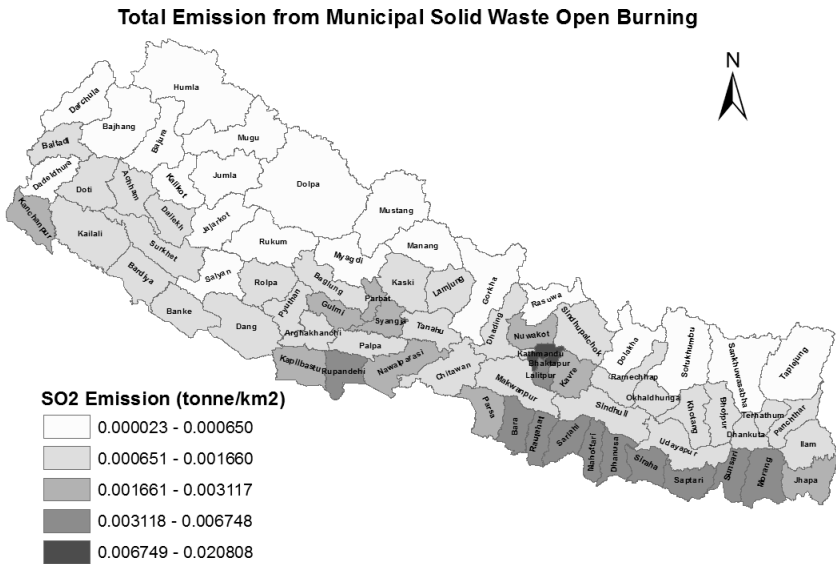 Total Emission from Municipal Solid Waste Open Burning
N
Humla
Darchula
Bajhang
Bajura
Mugu
Baitadi
Dadeldhura
Doti
Achham
Kalikot
Jumla
Dolpa
Mustang
Kanchanpur
Kailali
Dailekh
Jajarkot
Surkhet
Rukum
Myagdi
Manang
Bardiya
Salyan
Rolpa
Baglung
Parbat
Kaski
Lamjung
Gorkha
Rasuwa
Banke
Dang
Pyuthan
Gulmi
Syangja
Tanahu
Dhading
Nuwakot
Sindhupalchok
Dolakha
Solukhumbu
Sankhuwasabha
Taplejung
Arghakhanchi
Palpa
Kapilbastu
Rupandehi
Nawalparasi
Chitawan
Kathmandu
Bhaktapur
Lalitpur
Kavre
Ramechhap
Okhaldhunga
Khotang
Bhojpur
Terhathum
Panchthar
Makwanpur
Sindhuli
Dhankuta
Ilam
Parsa
Bara
Rautahat
Sarlahi
Mahottari
Dhanusa
Siraha
Udayapur
Saptari
Sunsari
Morang
Jhapa
SO2 Emission (tonne/km2)
0.000023 - 0.000650
0.000651 - 0.001660
0.001661 - 0.003117
0.003118 - 0.006748
0.006749 - 0.020808